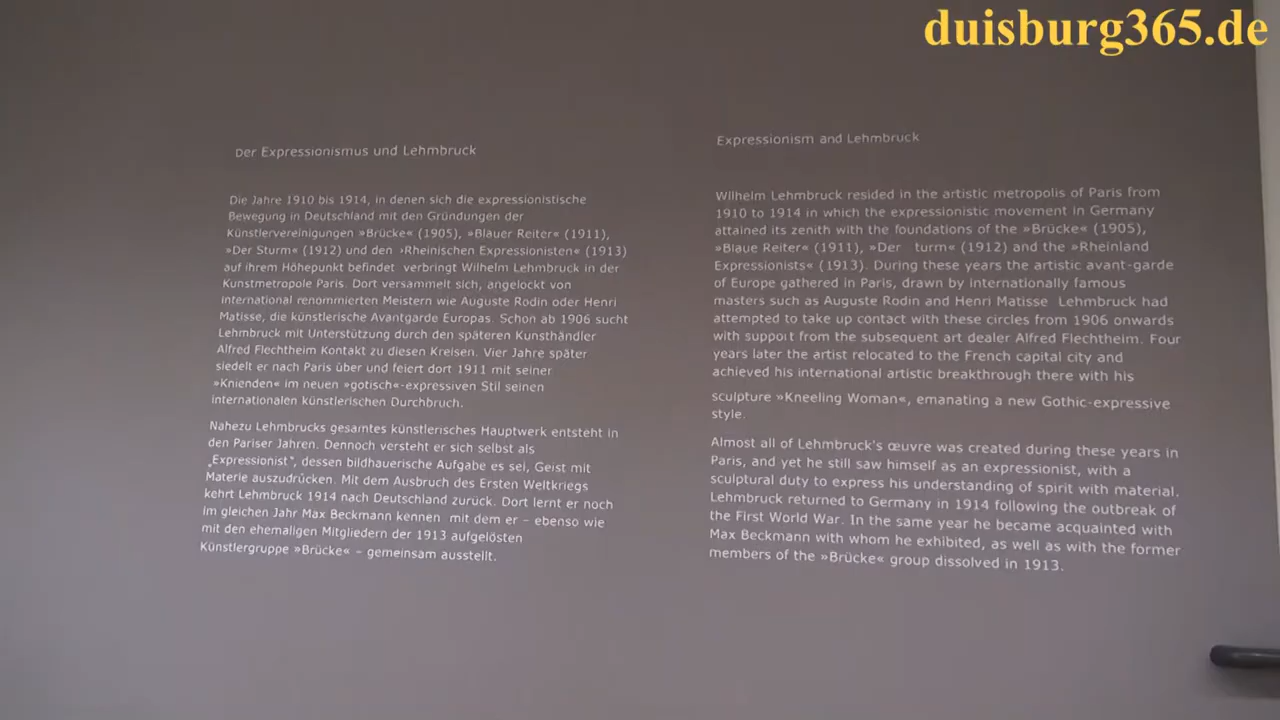 duisburg365.de
Der Expressionismus und Lehmbruck
Die Jahre 1910 bis 1914, in denen sich die expressionistische
Bewegung in Deutschland mit den Gründungen der
Künstlervereinigungen »Brücke« (1905), »Blauer Reiter« (1911),
»Der Sturm« (1912) und den ›Rheinischen Expressionisten« (1913)
auf ihrem Höhepunkt befindet verbringt Wilhelm Lehmbruck in der
Kunstmetropole Paris. Dort versammelt sich, angelockt von
international renommierten Meistern wie Auguste Rodin oder Henri
Matisse, die künstlerische Avantgarde Europas. Schon ab 1906 sucht
Lehmbruck mit Unterstützung durch den späteren Kunsthändler
Alfred Flechtheim Kontakt zu diesen Kreisen. Vier Jahre später
siedelt er nach Paris über und feiert dort 1911 mit seiner
»Knienden« im neuen »gotisch«-expressiven Stil seinen
internationalen künstlerischen Durchbruch.
Nahezu Lehmbrucks gesamtes künstlerisches Hauptwerk entsteht in
den Pariser Jahren. Dennoch versteht er sich selbst als
„Expressionist“, dessen bildhauerische Aufgabe es sei, Geist mit
Materie auszudrücken. Mit dem Ausbruch des Ersten Weltkriegs
kehrt Lehmbruck 1914 nach Deutschland zurück. Dort lernt er noch
im gleichen Jahr Max Beckmann kennen mit dem er – ebenso wie
mit den ehemaligen Mitgliedern der 1913 aufgelösten
Künstlergruppe »Brücke« – gemeinsam ausstellt.
Expressionism and Lehmbruck
Wilhelm Lehmbruck resided in the artistic metropolis of Paris from
1910 to 1914 in which the expressionistic movement in Germany
attained its zenith with the foundations of the »Brücke« (1905),
»Blaue Reiter« (1911), »Der turm« (1912) and the »Rheinland
Expressionists« (1913). During these years the artistic avant-garde
of Europe gathered in Paris, drawn by internationally famous
masters such as Auguste Rodin and Henri Matisse Lehmbruck had
attempted to take up contact with these circles from 1906 onwards
with support from the subsequent art dealer Alfred Flechtheim. Four
years later the artist relocated to the French capital city and
achieved his international artistic breakthrough there with his
sculpture »Kneeling Woman«, emanating a new Gothic-expressive
style.
Almost all of Lehmbruck's œuvre was created during these years in
Paris, and yet he still saw himself as an expressionist, with a
sculptural duty to express his understanding of spirit with material.
Lehmbruck returned to Germany in 1914 following the outbreak of
the First World War. In the same year he became acquainted with
Max Beckmann with whom he exhibited, as well as with the former
members of the »Brücke« group dissolved in 1913.